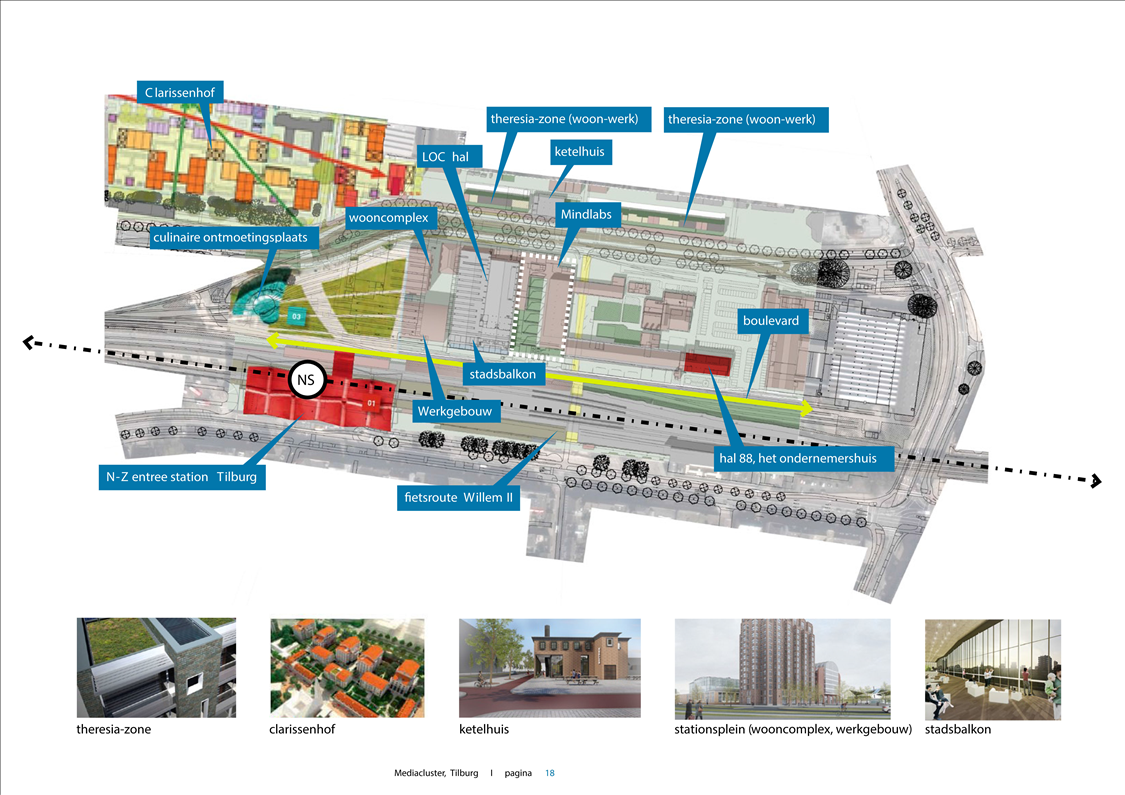 Clarissenhof
theresia-zone (woon-werk)
theresia-zone (woon-werk)
LOC hal
ketelhuis
wooncomplex
Mindlabs
culinaire ontmoetingsplaats
03
boulevard
stadsbalkon
NS
01
Werkgebouw
hal 88, het ondernemershuis
N-Z entree station Tilburg
fietsroute Willem II
theresia-zone
clarissenhof
ketelhuis
stationsplein (wooncomplex, werkgebouw)
stadsbalkon
Mediacluster, Tilburg I pagina 18